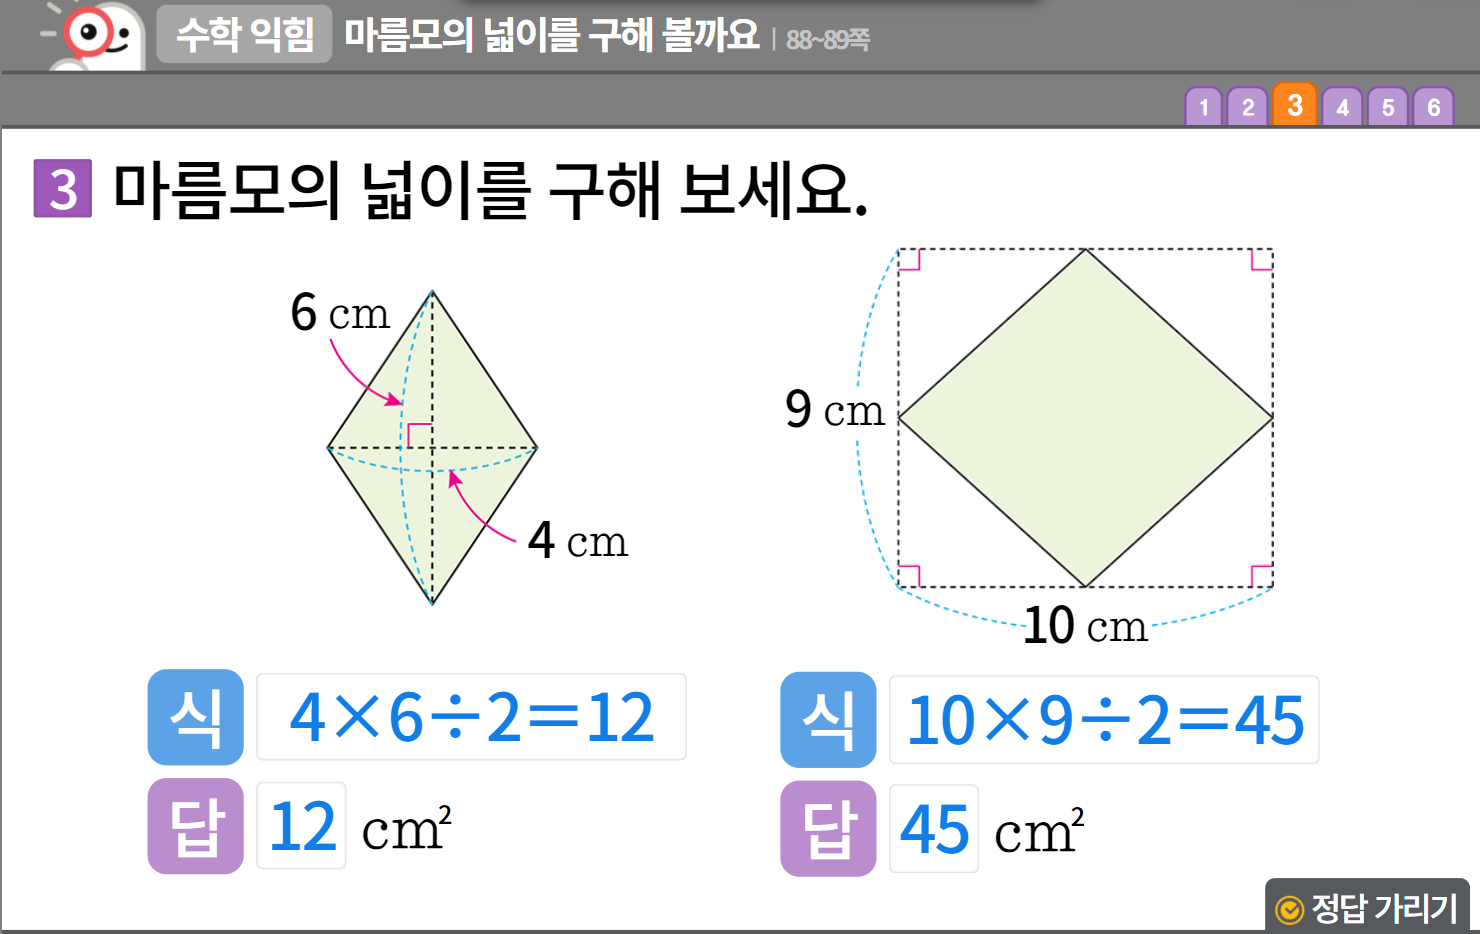 수학 익힘 마름모의 넓이를 구해 볼까요 | 88~89쪽
1 2 3 4 5 6
3 마름모의 넓이를 구해 보세요.
6 cm
4 cm
9 cm
10 cm
식 4×6÷2=12
답 12 cm²
식 10×9÷2=45
답 45 cm²
정답 가리기